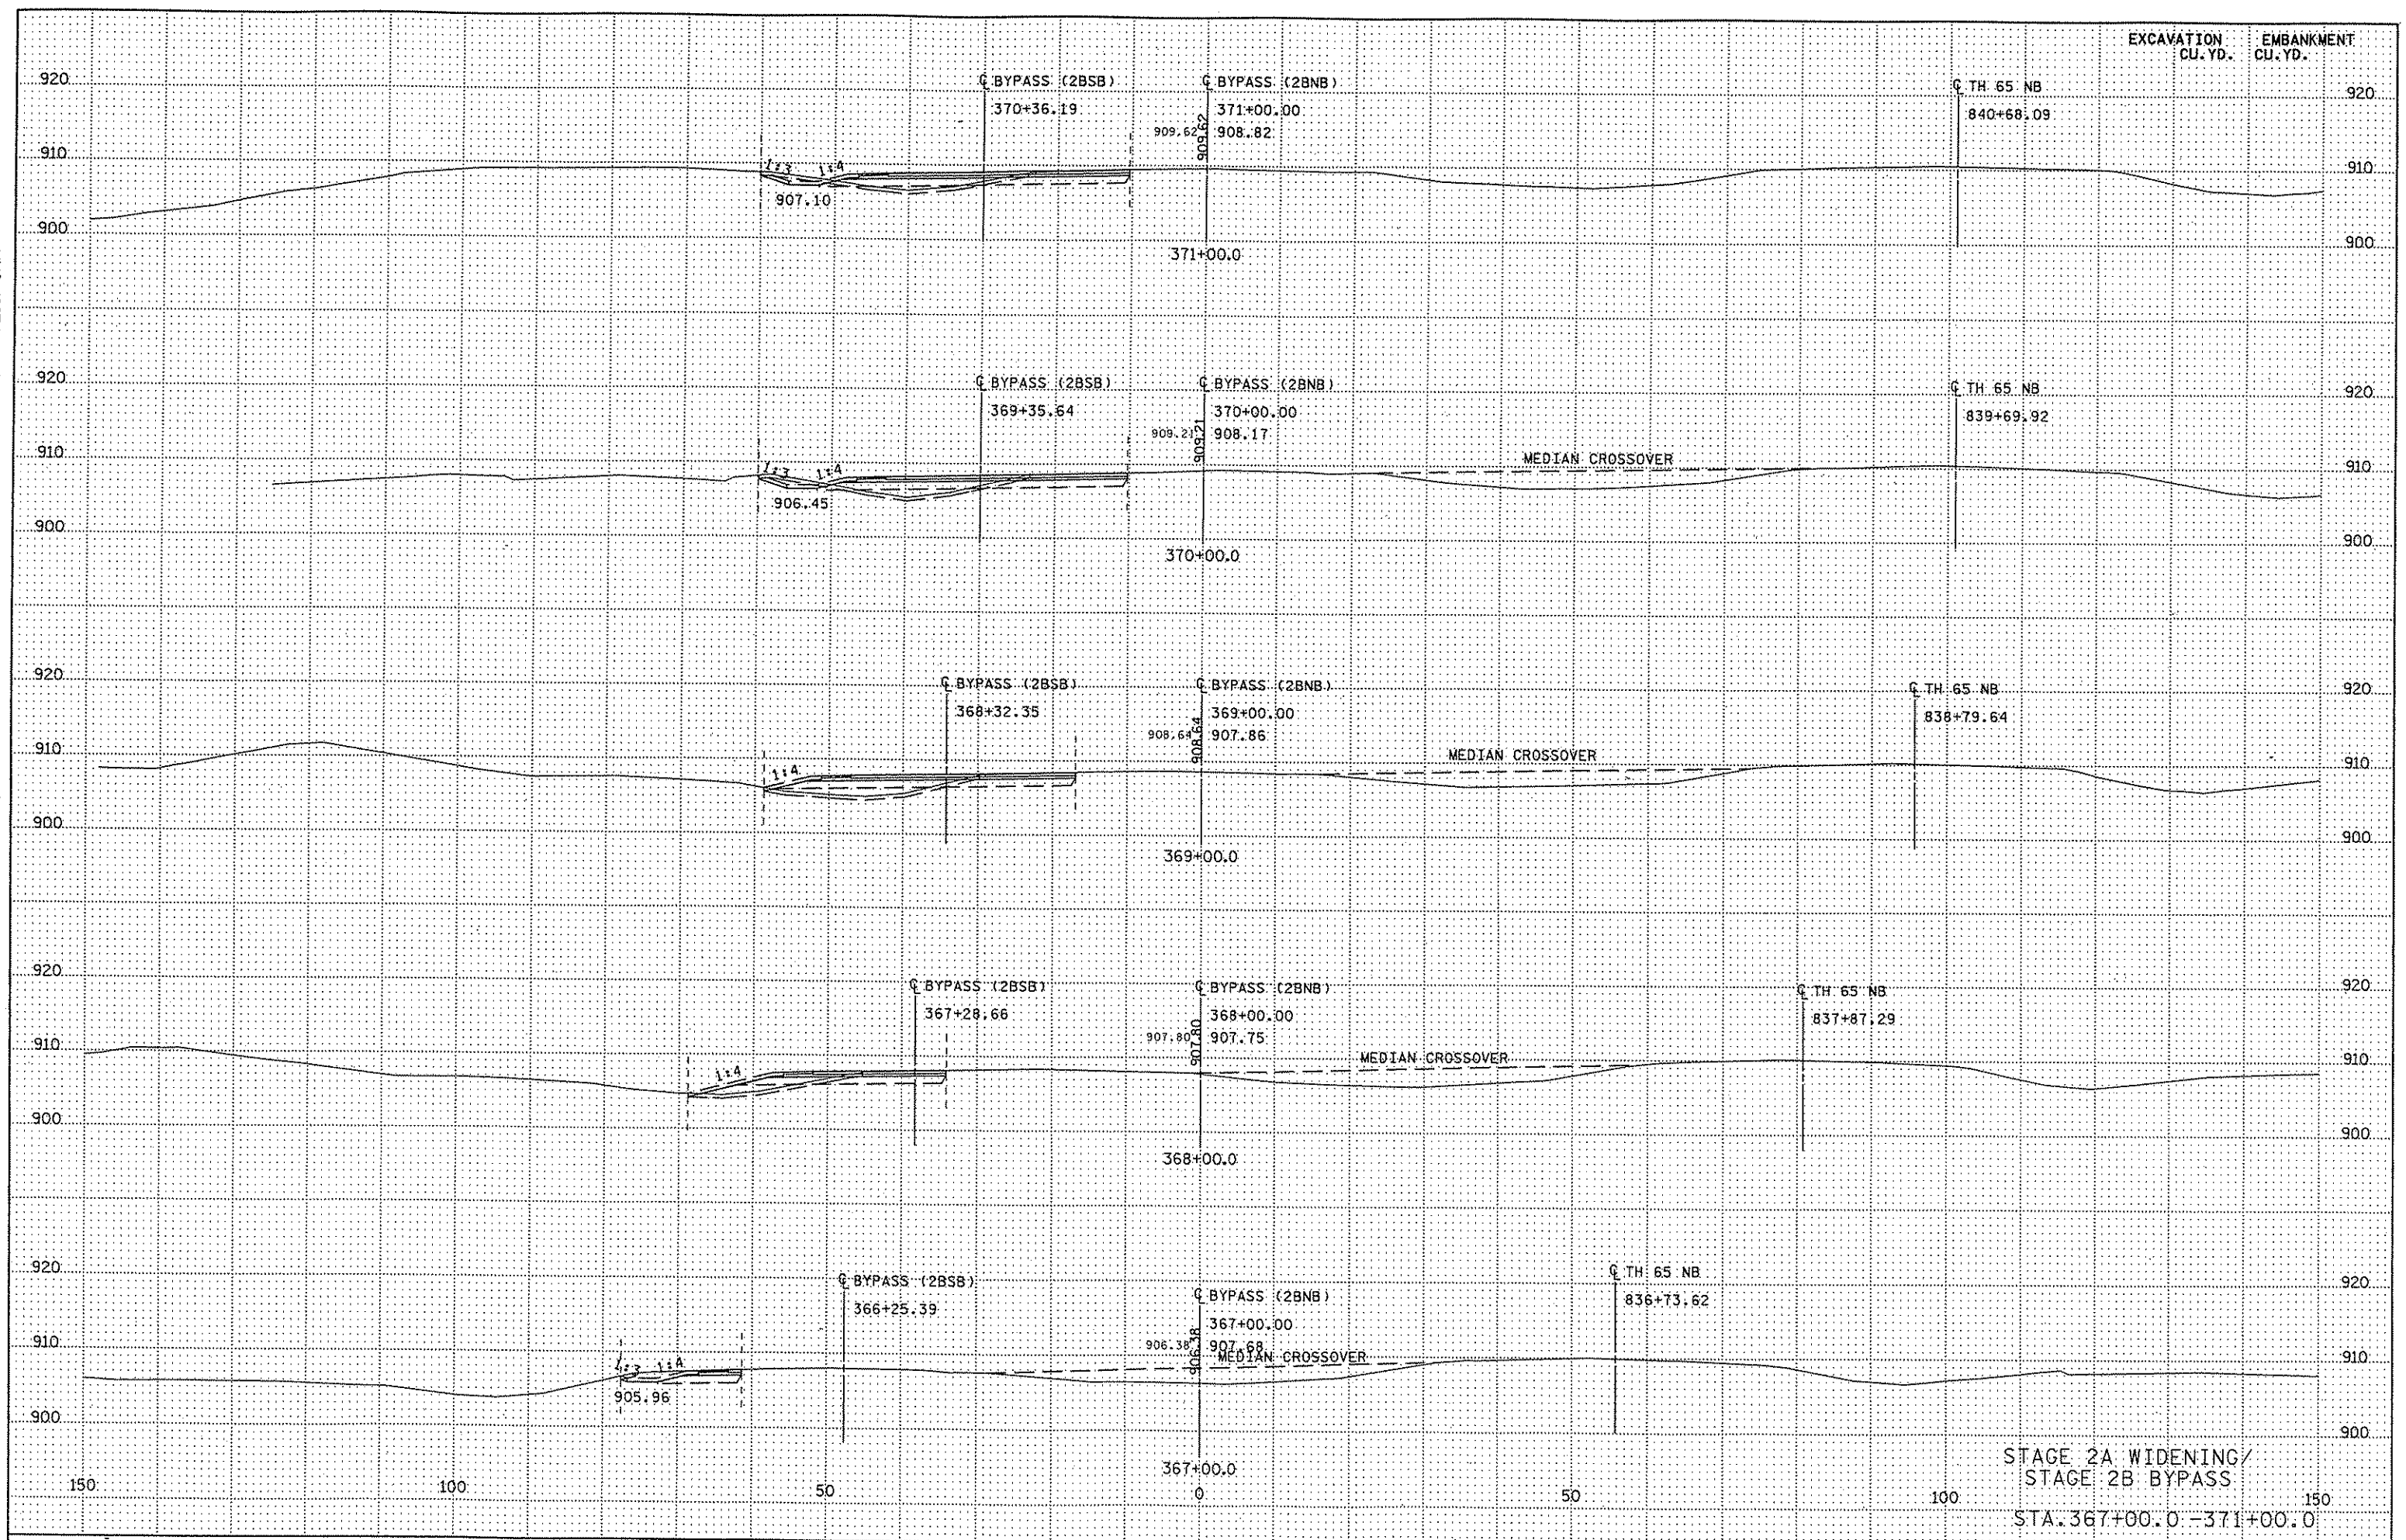 EXCAVATION EMBANKMENT
CU.YD. CU.YD.
920 ℄ BYPASS (2BSB) ℄ BYPASS (2BNB) ℄ TH 65 NB 920
370+36.19 371+00.00 840+68.09
909.62 909.62 908.82
910 1:3 1:4 910
907.10
900 900
371+00.0
920 ℄ BYPASS (2BSB) ℄ BYPASS (2BNB) ℄ TH 65 NB 920
369+35.64 370+00.00 839+69.92
909.21 909.21 908.17
910 1:3 1:4 MEDIAN CROSSOVER 910
906.45
900 900
370+00.0
920 ℄ BYPASS (2BSB) ℄ BYPASS (2BNB) ℄ TH 65 NB 920
368+32.35 369+00.00 838+79.64
908.64 908.64 907.86
910 1:4 MEDIAN CROSSOVER 910
900 900
369+00.0
920 ℄ BYPASS (2BSB) ℄ BYPASS (2BNB) ℄ TH 65 NB 920
367+28.66 368+00.00 837+87.29
907.80 907.80 907.75
910 1:4 MEDIAN CROSSOVER 910
900 900
368+00.0
920 ℄ BYPASS (2BSB) ℄ BYPASS (2BNB) ℄ TH 65 NB 920
366+25.39 367+00.00 836+73.62
906.38 906.38 907.68
910 1:3 1:4 MEDIAN CROSSOVER 910
905.96
900 900
367+00.0
STAGE 2A WIDENING/
STAGE 2B BYPASS
150 100 50 0 50 100 150
STA.367+00.0-371+00.0